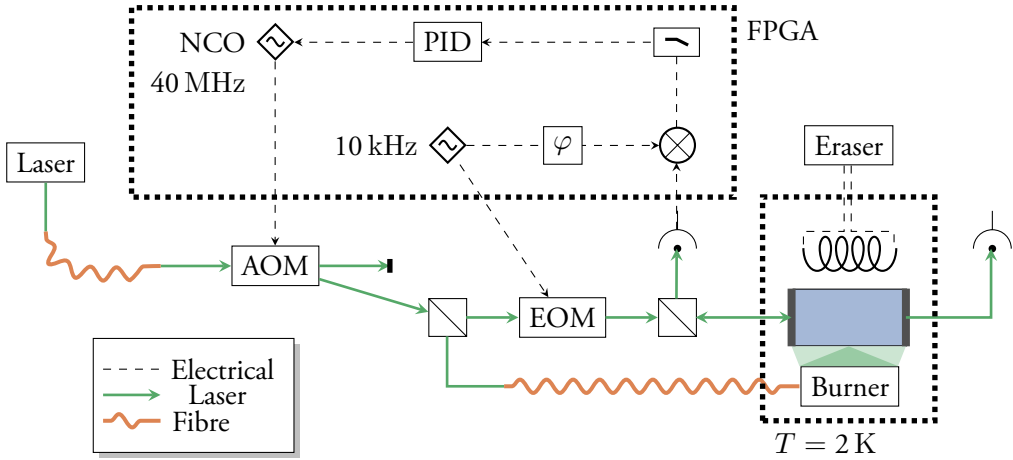 FPGA
NCO
PID
40 MHz
10 kHz
φ
Eraser
Laser
AOM
EOM
Electrical
Laser
Fibre
Burner
T = 2 K